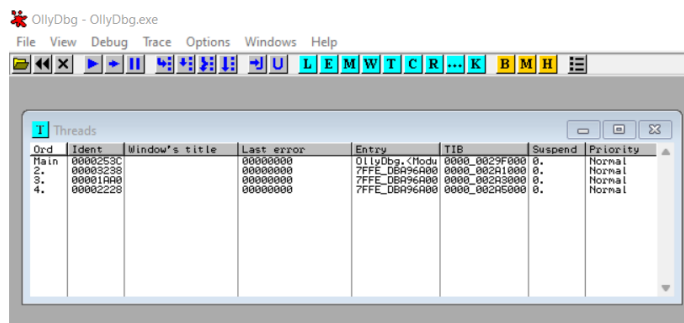 OllyDbg - OllyDbg.exe
File View Debug Trace Options Windows Help
L E M W T C R ... K B M H
T Threads
Ord Ident Window's title Last error Entry TIB Suspend Priority
Main 0000253C 00000000 OllyDbg.<Modu 0000_0029F000 0. Normal
2. 00003238 00000000 7FFE_DBA96A00 0000_002A1000 0. Normal
3. 00001AA0 00000000 7FFE_DBA96A00 0000_002A3000 0. Normal
4. 00002228 00000000 7FFE_DBA96A00 0000_002A5000 0. Normal